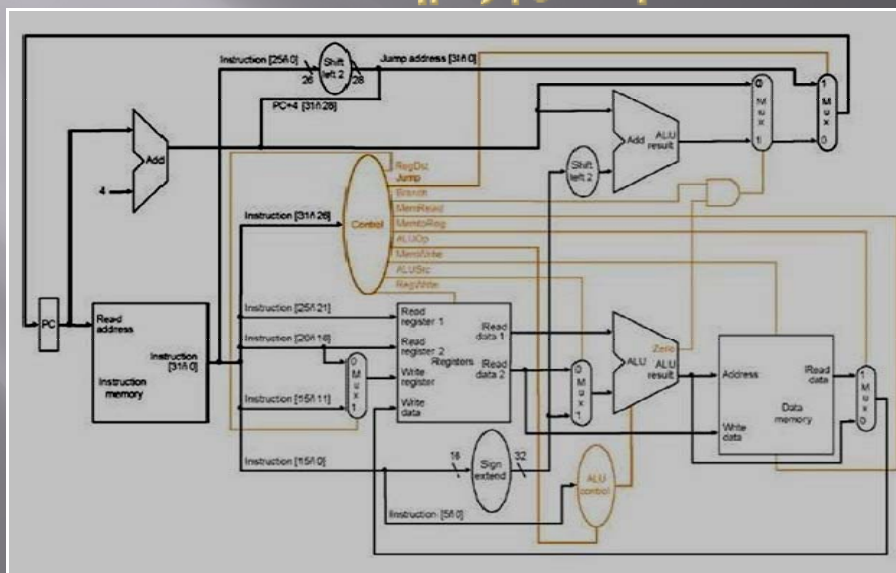 Instruction [25-0]
Shift left 2
Jump address [31-0]
26
28
PC+4 [31-28]
Add
4
0
M
u
x
1
1
M
u
x
0
Add
ALU result
Shift left 2
RegDst
Jump
Branch
MemRead
MemtoReg
ALUOp
MemWrite
ALUSrc
RegWrite
Control
Instruction [31-26]
PC
Read address
Instruction [31-0]
Instruction memory
Instruction [25-21]
Instruction [20-16]
Instruction [15-11]
0
M
u
x
1
Read register 1
Read register 2
Write register
Write data
Registers
Read data 1
Read data 2
0
M
u
x
1
Zero
ALU
ALU result
Address
Write data
Read data
Data memory
1
M
u
x
0
Instruction [15-0]
16
Sign extend
32
Instruction [5-0]
ALU control